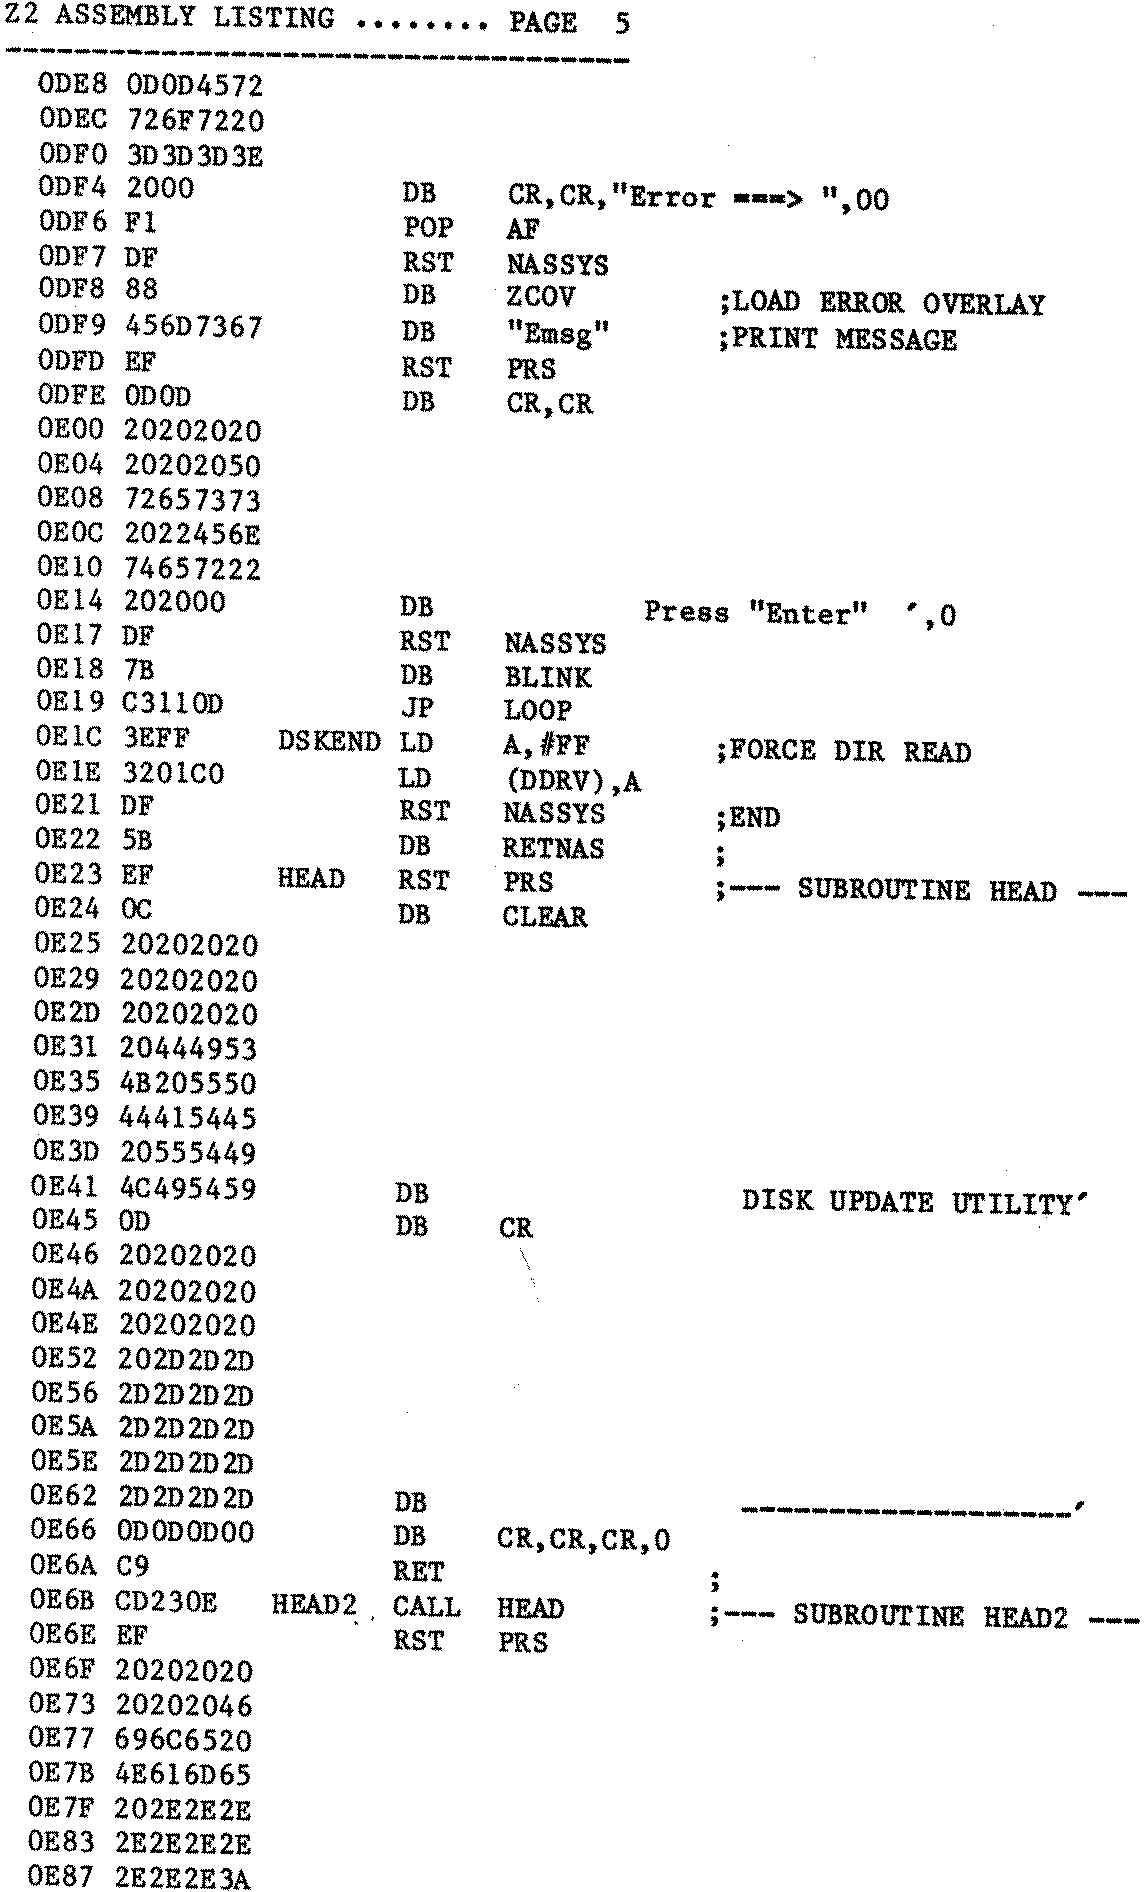 Z2 ASSEMBLY LISTING ........ PAGE  5
------------------------------------
0DE8 0D0D4572
0DEC 726F7220
0DF0 3D3D3D3E
0DF4 2000 DB CR,CR,"Error ===> ",00
0DF6 F1 POP AF
0DF7 DF RST NASSYS
0DF8 88 DB ZCOV ;LOAD ERROR OVERLAY
0DF9 456D7367 DB "Emsg" ;PRINT MESSAGE
0DFD EF RST PRS
0DFE 0D0D DB CR,CR
0E00 20202020
0E04 20202050
0E08 72657373
0E0C 2022456E
0E10 74657222
0E14 202000 DB Press "Enter"  ',0
0E17 DF RST NASSYS
0E18 7B DB BLINK
0E19 C3110D JP LOOP
0E1C 3EFF DSKEND LD A,#FF ;FORCE DIR READ
0E1E 3201C0 LD (DDRV),A
0E21 DF RST NASSYS ;END
0E22 5B DB RETNAS ;
0E23 EF HEAD RST PRS ;--- SUBROUTINE HEAD ---
0E24 0C DB CLEAR
0E25 20202020
0E29 20202020
0E2D 20202020
0E31 20444953
0E35 4B205550
0E39 44415445
0E3D 20555449
0E41 4C495459 DB DISK UPDATE UTILITY'
0E45 0D DB CR
0E46 20202020
0E4A 20202020
0E4E 20202020
0E52 202D2D2D
0E56 2D2D2D2D
0E5A 2D2D2D2D
0E5E 2D2D2D2D
0E62 2D2D2D2D DB -------------------'
0E66 0D0D0D00 DB CR,CR,CR,0
0E6A C9 RET ;
0E6B CD230E HEAD2 CALL HEAD ;--- SUBROUTINE HEAD2 ---
0E6E EF RST PRS
0E6F 20202020
0E73 20202046
0E77 696C6520
0E7B 4E616D65
0E7F 202E2E2E
0E83 2E2E2E2E
0E87 2E2E2E3A